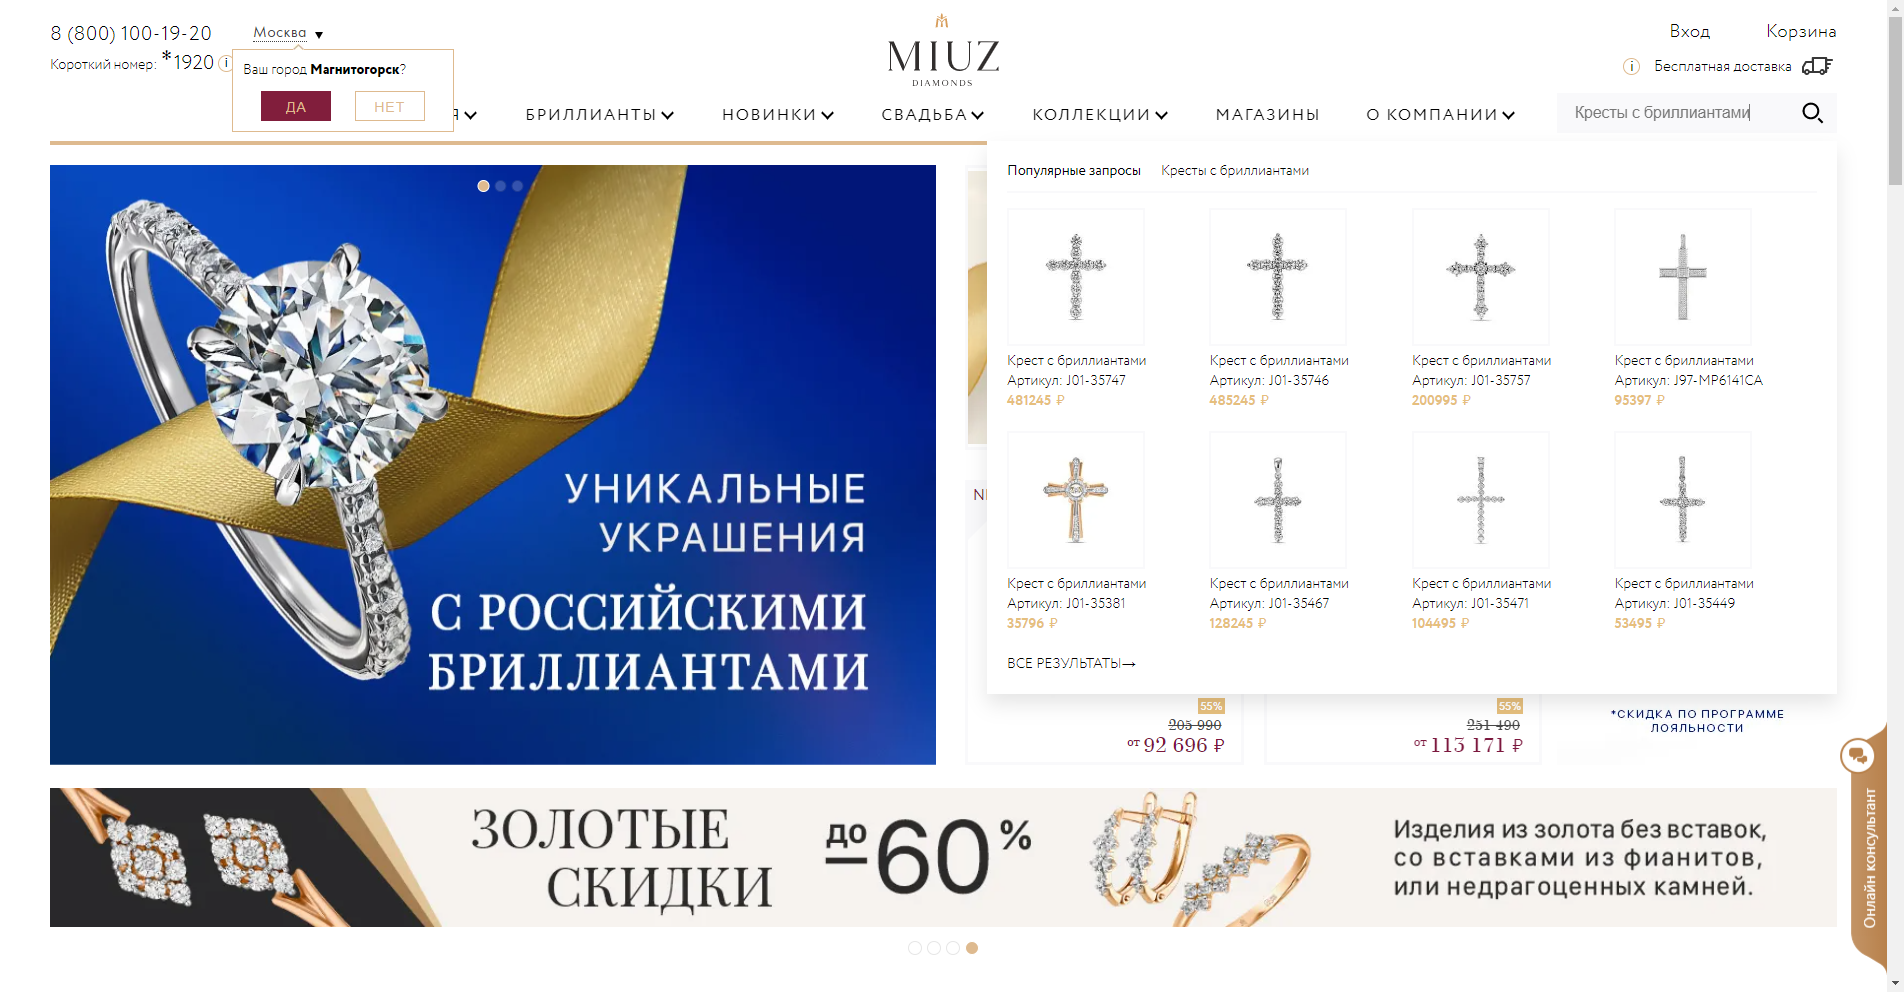 8 (800) 100-19-20
Москва ▼
Короткий номер: *1920 i
Ваш город Магнитогорск?
ДА
НЕТ
MIUZ
DIAMONDS
Вход
Корзина
i Бесплатная доставка
Я
БРИЛЛИАНТЫ
НОВИНКИ
СВАДЬБА
КОЛЛЕКЦИИ
МАГАЗИНЫ
О КОМПАНИИ
Кресты с бриллиантами
УНИКАЛЬНЫЕ
УКРАШЕНИЯ
С РОССИЙСКИМИ
БРИЛЛИАНТАМИ
Популярные запросы
Кресты с бриллиантами
Крест с бриллиантами
Артикул: J01-35747
481245 ₽
Крест с бриллиантами
Артикул: J01-35746
485245 ₽
Крест с бриллиантами
Артикул: J01-35757
200995 ₽
Крест с бриллиантами
Артикул: J97-MP6141CA
95397 ₽
Крест с бриллиантами
Артикул: J01-35381
35796 ₽
Крест с бриллиантами
Артикул: J01-35467
128245 ₽
Крест с бриллиантами
Артикул: J01-35471
104495 ₽
Крест с бриллиантами
Артикул: J01-35449
53495 ₽
ВСЕ РЕЗУЛЬТАТЫ→
55%
205 990
от 92 696 ₽
55%
251 490
от 113 171 ₽
*СКИДКА ПО ПРОГРАММЕ
ЛОЯЛЬНОСТИ
ЗОЛОТЫЕ
СКИДКИ
до -60%
Изделия из золота без вставок,
со вставками из фианитов,
или недрагоценных камней.
Онлайн консультант